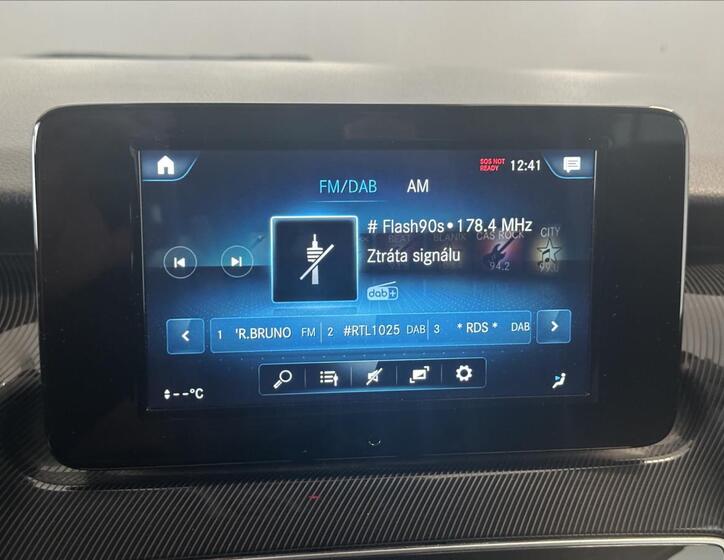 SOS NOT
READY
12:41
FM/DAB AM
# Flash90s • 178.4 MHz
Ztráta signálu
BLANÍK
ČAS ROCK
94.2
CITY
dab+
1 'R.BRUNO FM 2 #RTL1025 DAB 3 * RDS * DAB
--°C